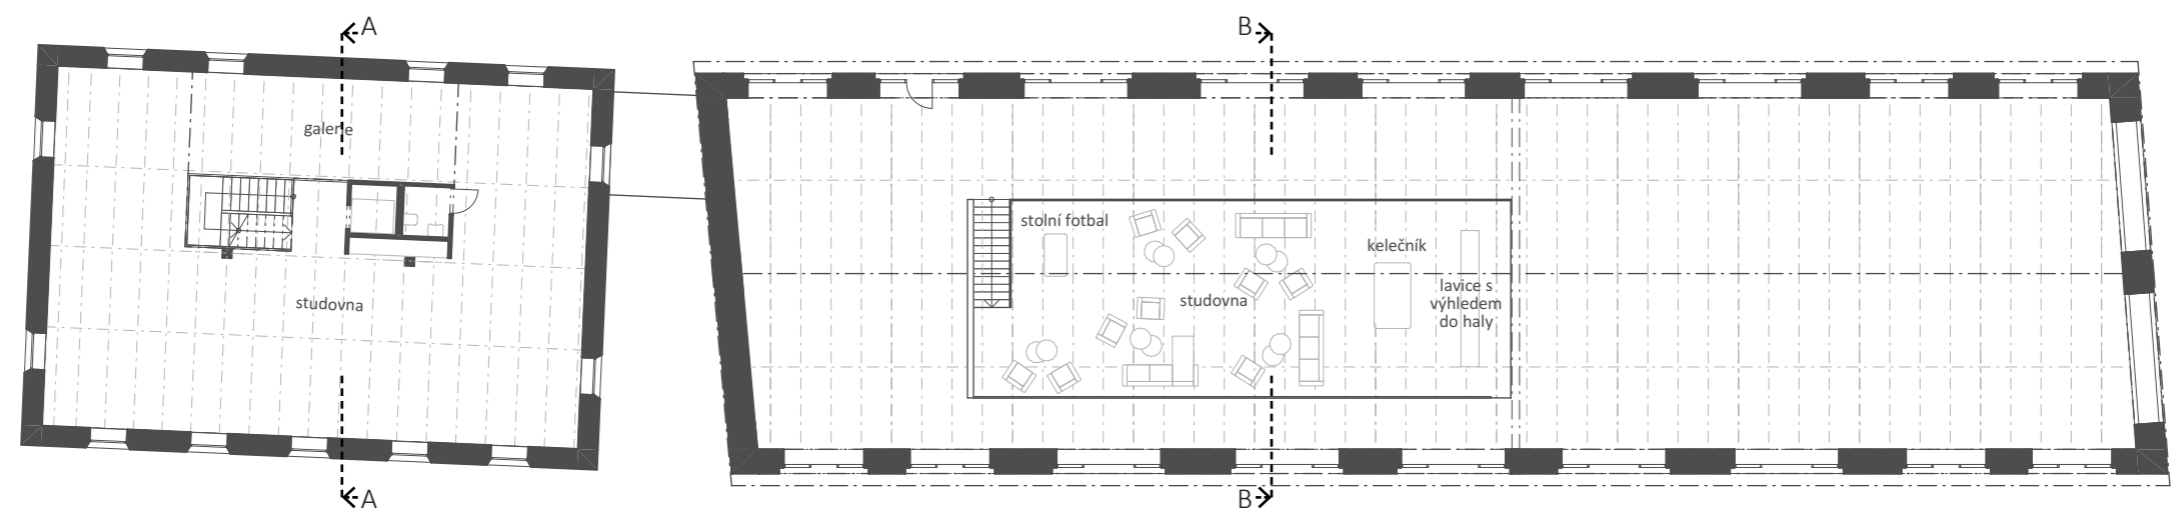 A
B
galerie
stolní fotbal
kelečník
studovna
lavice s
výhledem
do haly
studovna
A
B